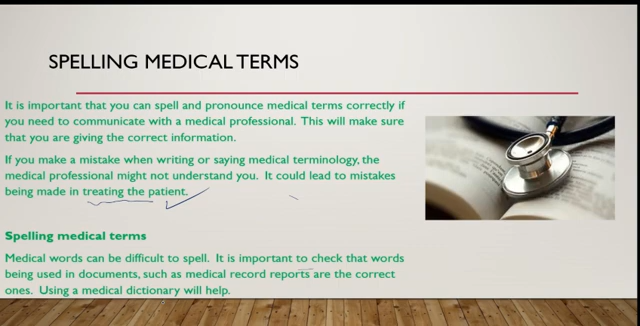 SPELLING MEDICAL TERMS
It is important that you can spell and pronounce medical terms correctly if
you need to communicate with a medical professional. This will make sure
that you are giving the correct information.
If you make a mistake when writing or saying medical terminology, the
medical professional might not understand you. It could lead to mistakes
being made in treating the patient.
Spelling medical terms
Medical words can be difficult to spell. It is important to check that words
being used in documents, such as medical record reports are the correct
ones. Using a medical dictionary will help.